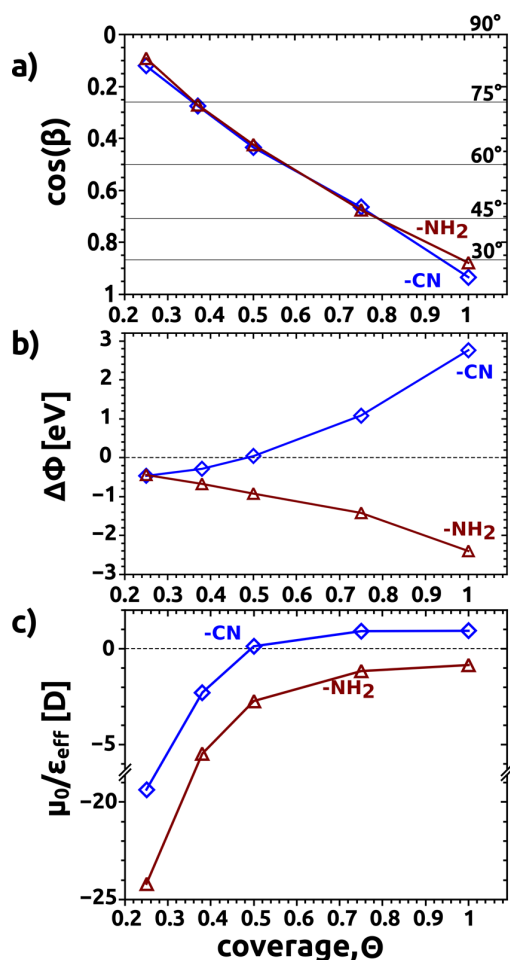 a)
cos(β)
0
0.2
0.4
0.6
0.8
1
90°
75°
60°
45°
30°
-NH2
-CN
0.2 0.3 0.4 0.5 0.6 0.7 0.8 0.9 1
b)
ΔΦ [eV]
3
2
1
0
−1
−2
−3
-CN
-NH2
0.2 0.3 0.4 0.5 0.6 0.7 0.8 0.9 1
c)
μ0/εeff [D]
0
−5
−20
−25
-CN
-NH2
0.2 0.3 0.4 0.5 0.6 0.7 0.8 0.9 1
coverage,Θ